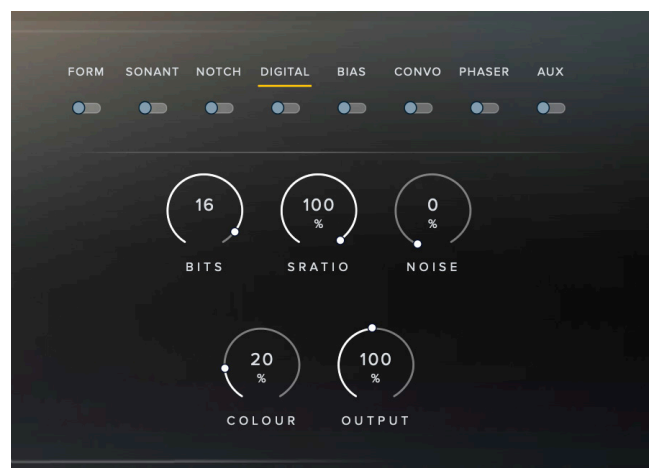 FORM SONANT NOTCH DIGITAL BIAS CONVO PHASER AUX
16 100 0
% %
BITS SRATIO NOISE
20 100
% %
COLOUR OUTPUT